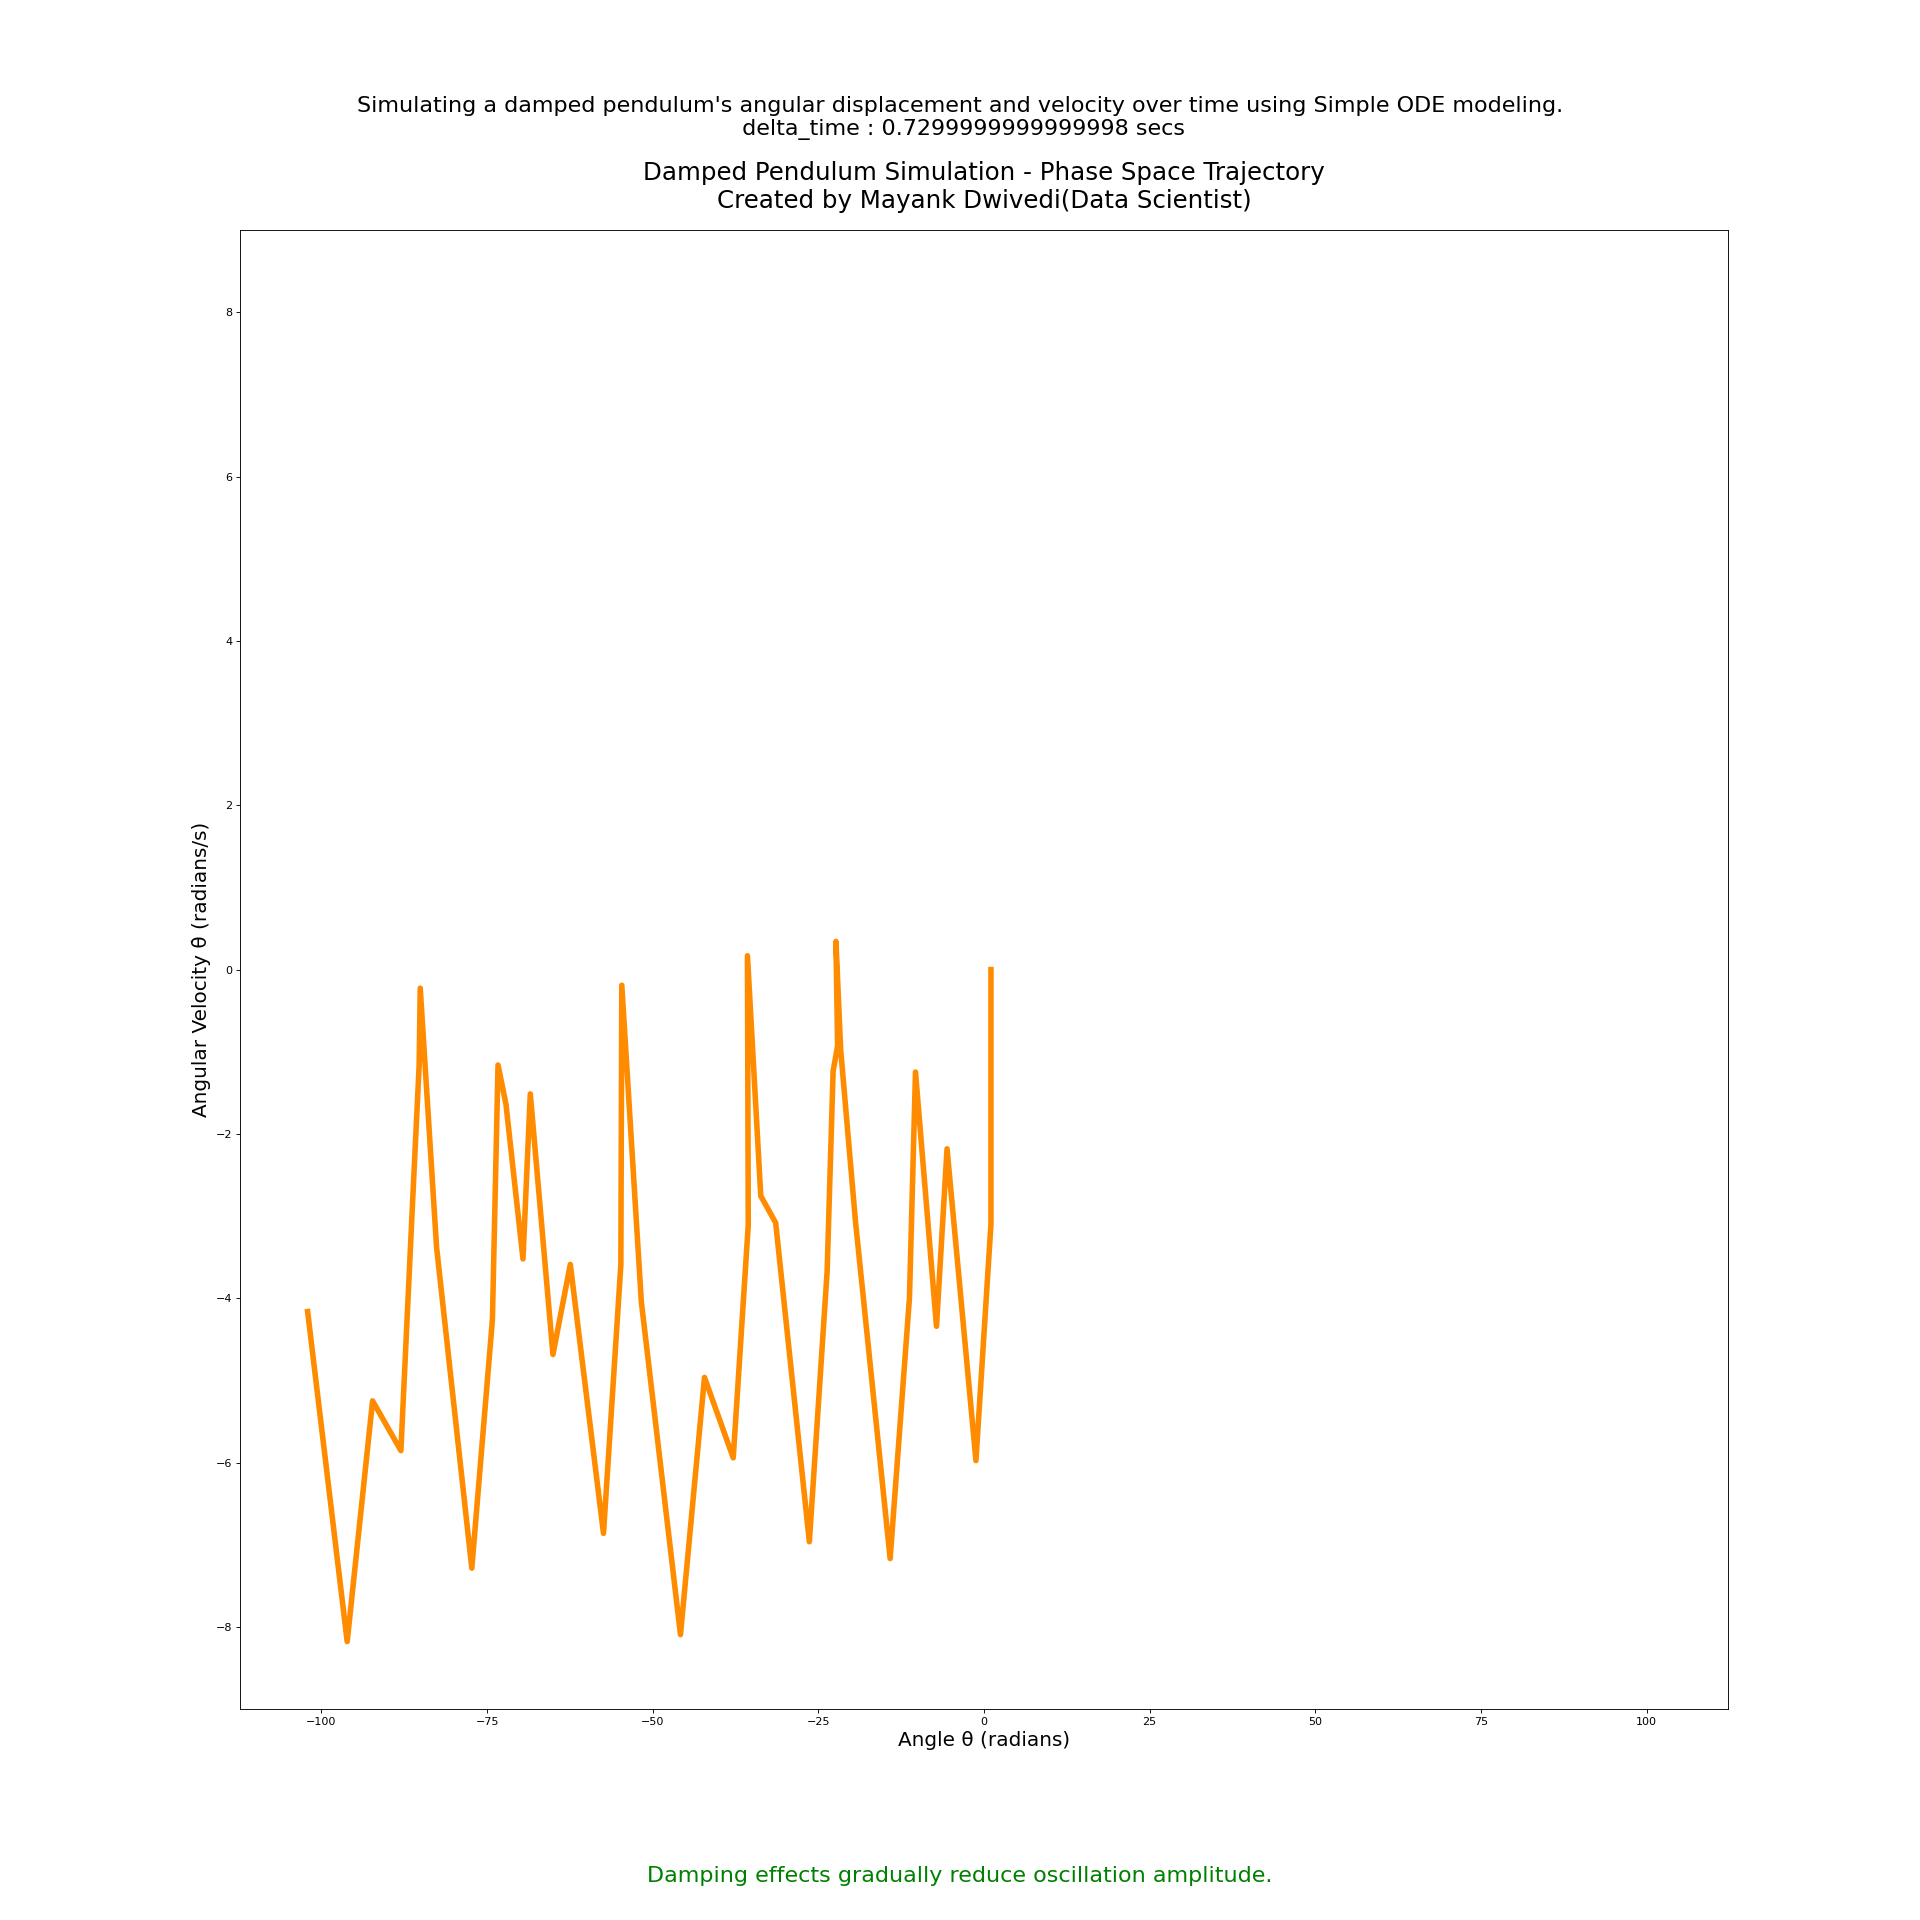 Simulating a damped pendulum's angular displacement and velocity over time using Simple ODE modeling.
delta_time : 0.7299999999999998 secs
Damped Pendulum Simulation - Phase Space Trajectory
Created by Mayank Dwivedi(Data Scientist)
8
6
4
2
0
−2
−4
−6
−8
Angular Velocity θ (radians/s)
−100
−75
−50
−25
0
25
50
75
100
Angle θ (radians)
Damping effects gradually reduce oscillation amplitude.